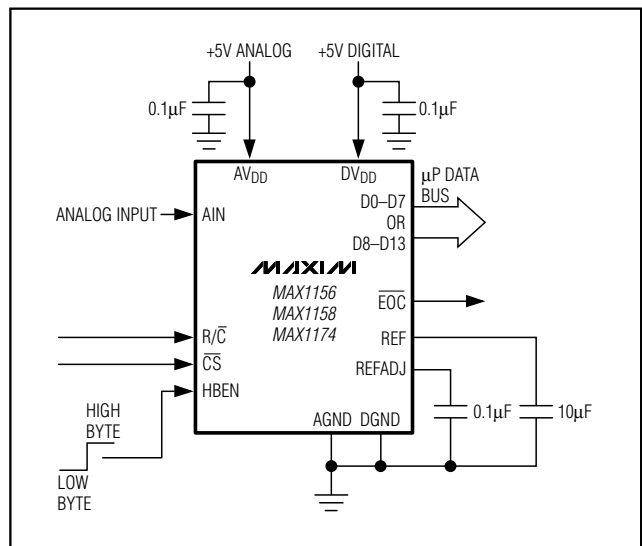 +5V ANALOG
+5V DIGITAL
0.1µF
0.1µF
AVDD
DVDD
µP DATA
BUS
ANALOG INPUT
AIN
D0–D7
OR
D8–D13
MAXIM
MAX1156
MAX1158
MAX1174
EOC
R/C
REF
CS
REFADJ
HBEN
HIGH
BYTE
LOW
BYTE
0.1µF
10µF
AGND
DGND